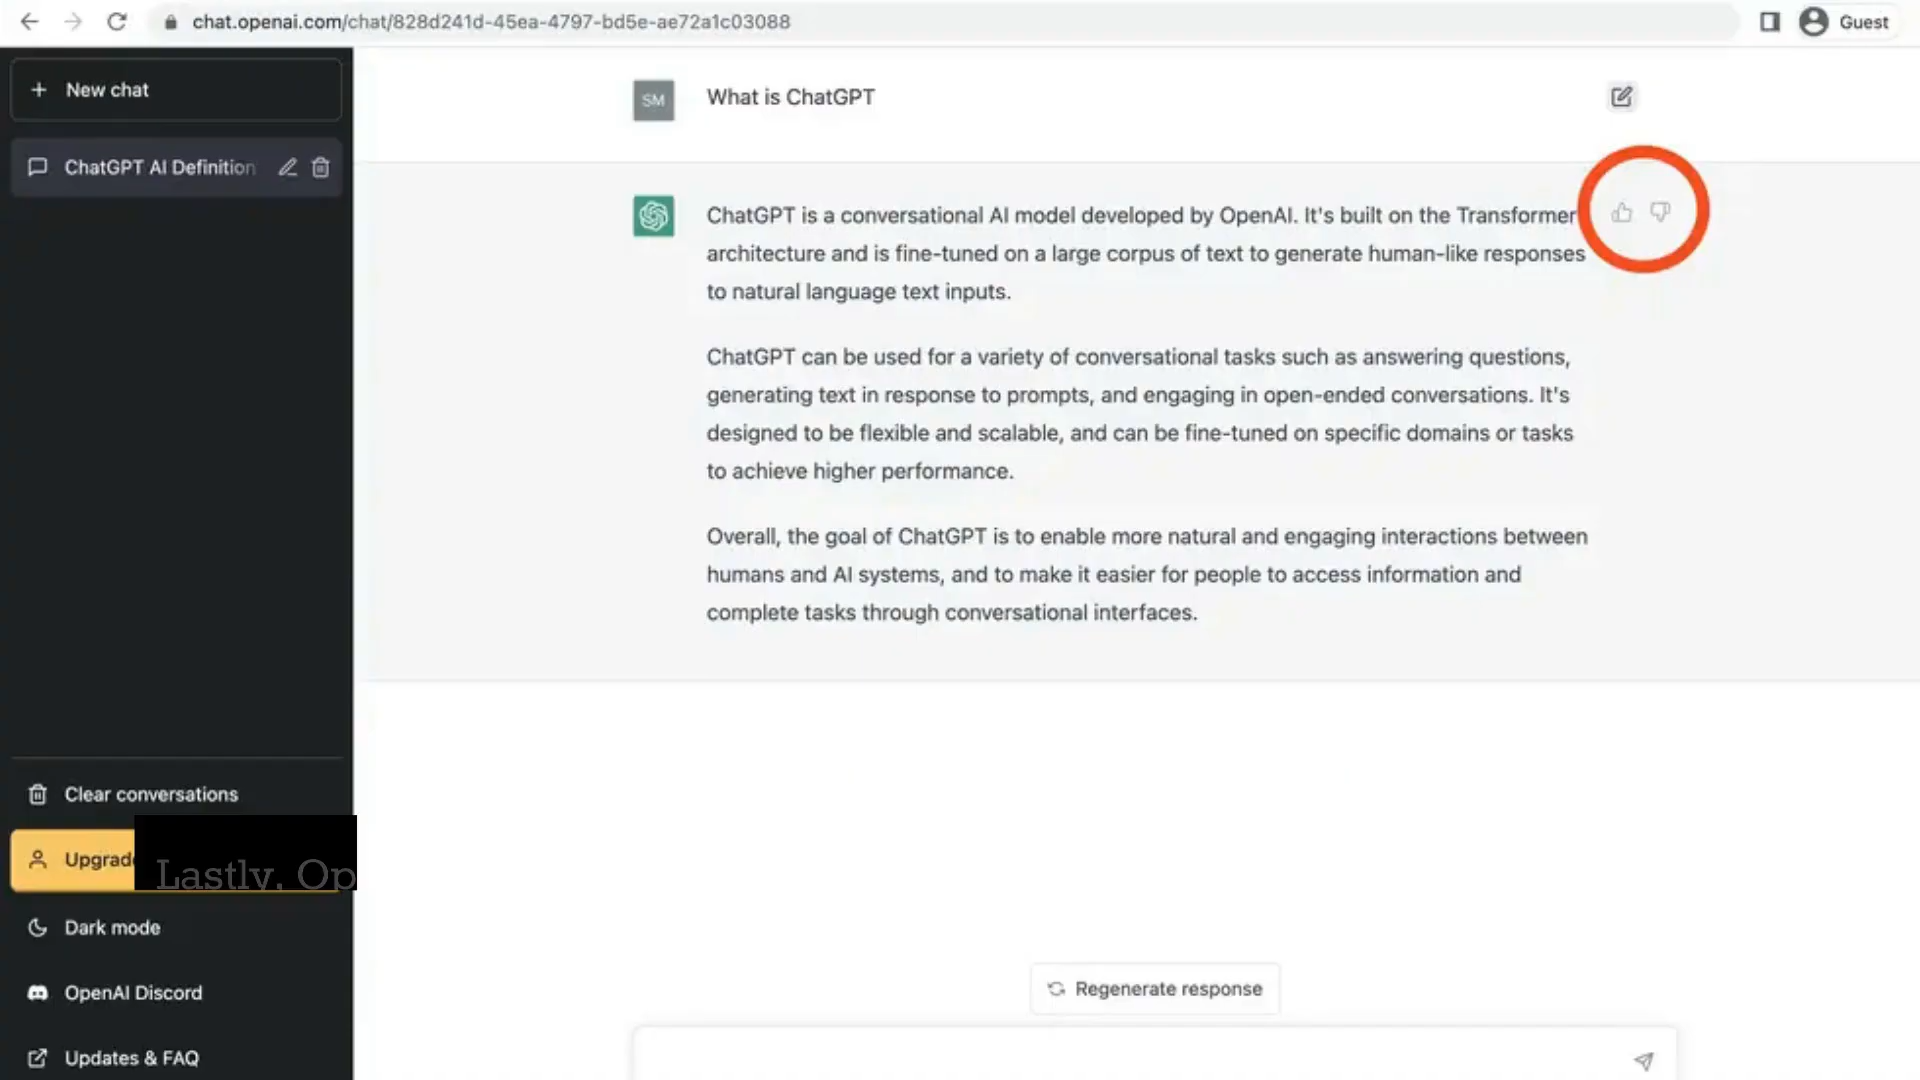 chat.openai.com/chat/828d241d-45ea-4797-bd5e-ae72a1c03088
Guest
New chat
ChatGPT AI Definition
SM
What is ChatGPT
ChatGPT is a conversational AI model developed by OpenAI. It's built on the Transformer
architecture and is fine-tuned on a large corpus of text to generate human-like responses
to natural language text inputs.
ChatGPT can be used for a variety of conversational tasks such as answering questions,
generating text in response to prompts, and engaging in open-ended conversations. It's
designed to be flexible and scalable, and can be fine-tuned on specific domains or tasks
to achieve higher performance.
Overall, the goal of ChatGPT is to enable more natural and engaging interactions between
humans and AI systems, and to make it easier for people to access information and
complete tasks through conversational interfaces.
Clear conversations
Upgrad
Lastly, Op
Dark mode
OpenAI Discord
Updates & FAQ
Regenerate response